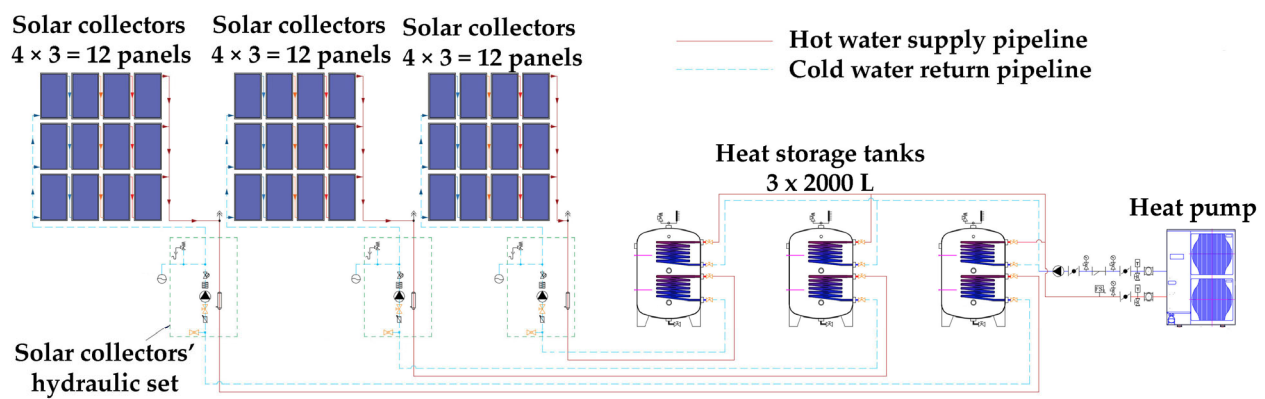 Solar collectors
4 × 3 = 12 panels
Solar collectors
4 × 3 = 12 panels
Solar collectors
4 × 3 = 12 panels
Hot water supply pipeline
Cold water return pipeline
Heat storage tanks
3 x 2000 L
Heat pump
Solar collectors’
hydraulic set